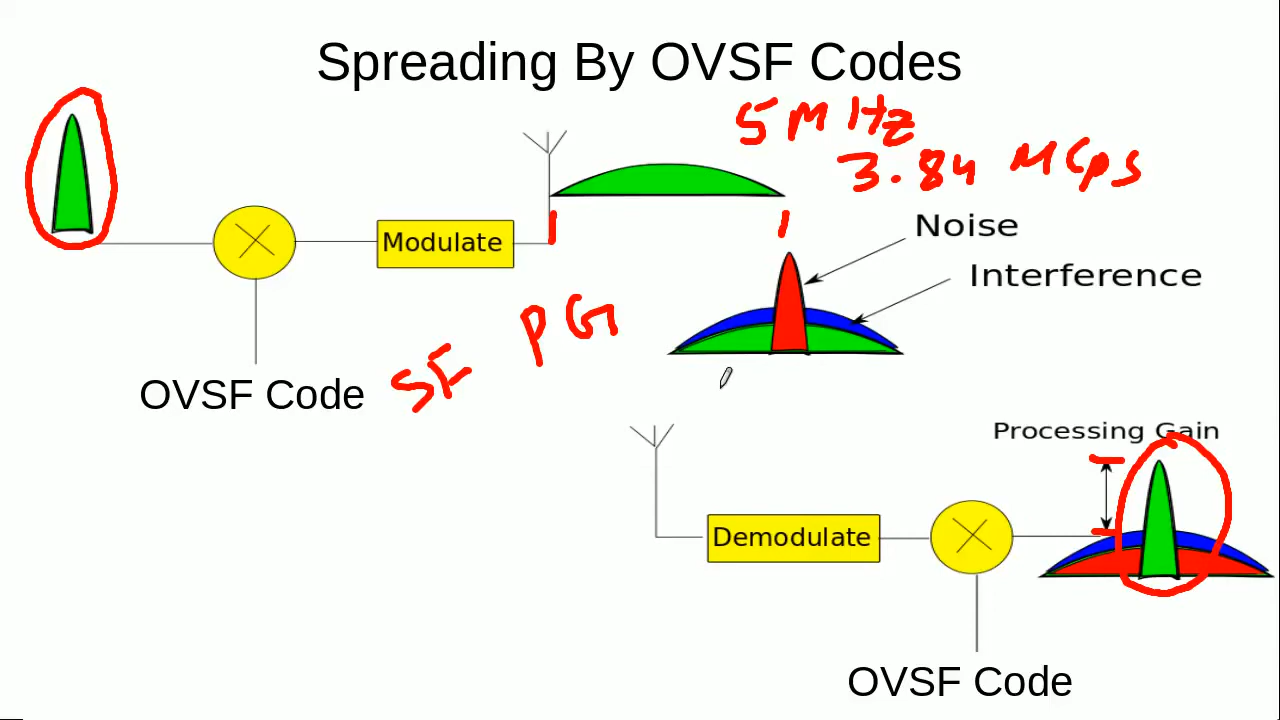 Spreading By OVSF Codes
5 MHz
3.84 MCps
Noise
Modulate
Interference
SF PG
OVSF Code
Processing Gain
Demodulate
OVSF Code